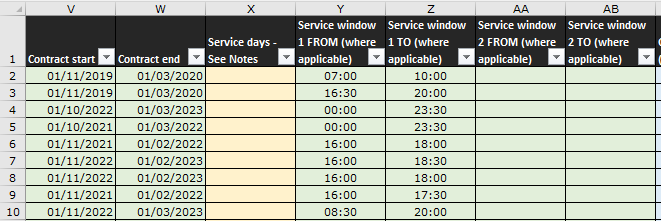 V W X Y Z AA AB
1 Contract start Contract end Service days - See Notes Service window 1 FROM (where applicable) Service window 1 TO (where applicable) Service window 2 FROM (where applicable) Service window 2 TO (where applicable)
2 01/11/2019 01/03/2020 07:00 10:00
3 01/11/2019 01/03/2020 16:30 20:00
4 01/10/2022 01/03/2023 00:00 23:30
5 01/10/2021 01/03/2022 00:00 23:30
6 01/11/2021 01/02/2022 16:00 18:00
7 01/11/2022 01/02/2023 16:00 18:30
8 01/11/2022 01/02/2023 16:00 18:00
9 01/11/2021 01/02/2022 16:00 17:30
10 01/11/2022 01/03/2023 08:30 20:00